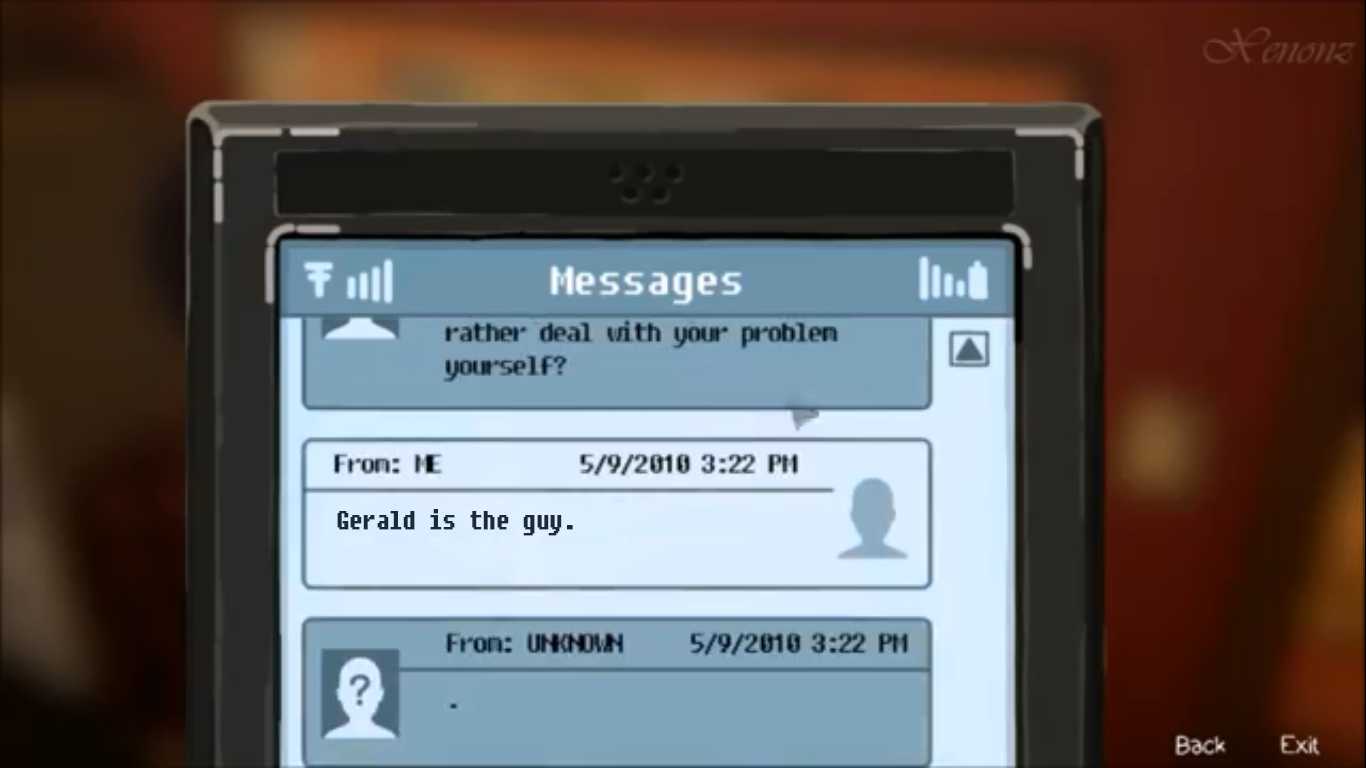 Xenonz
Messages
rather deal with your problem
yourself?
From: ME 5/9/2010 3:22 PM
Gerald is the guy.
From: UNKNOWN 5/9/2010 3:22 PM
?
.
Back Exit